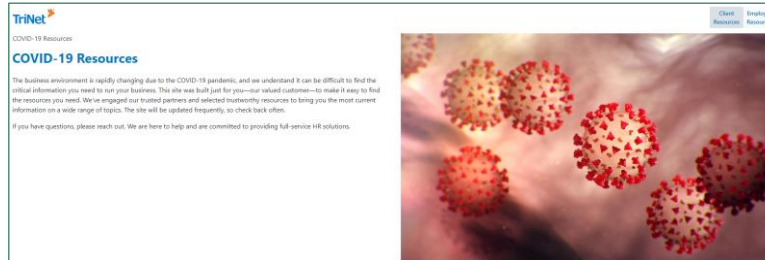 TriNet
Client
Resources
Employ
Resour
COVID-19 Resources
COVID-19 Resources
The business environment is rapidly changing due to the COVID-19 pandemic, and we understand it can be difficult to find the
critical information you need to run your business. This site was built just for you—our valued customer—to make it easy to find
the resources you need. We've engaged our trusted partners and selected trustworthy resources to bring you the most current
information on a wide range of topics. The site will be updated frequently, so check back often.
If you have questions, please reach out. We are here to help and are committed to providing full-service HR solutions.